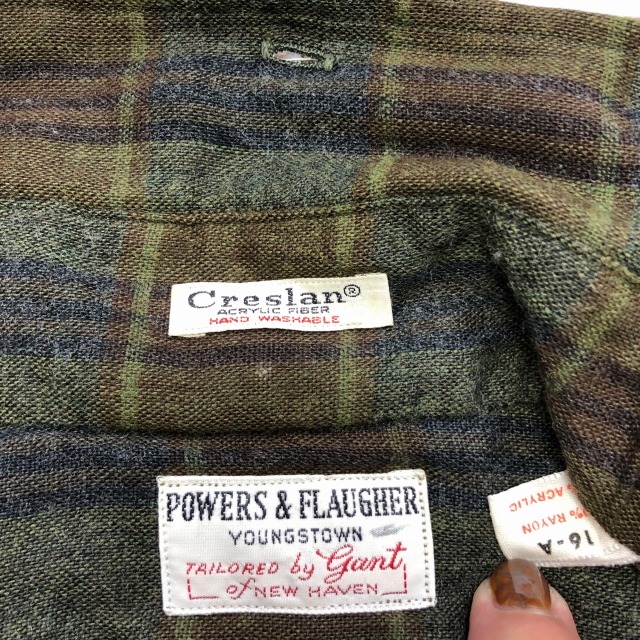 Creslan®
ACRYLIC FIBER
HAND WASHABLE
POWERS & FLAUGHER
YOUNGSTOWN
TAILORED by Gant
of NEW HAVEN
% ACRYLIC
% RAYON
16-A